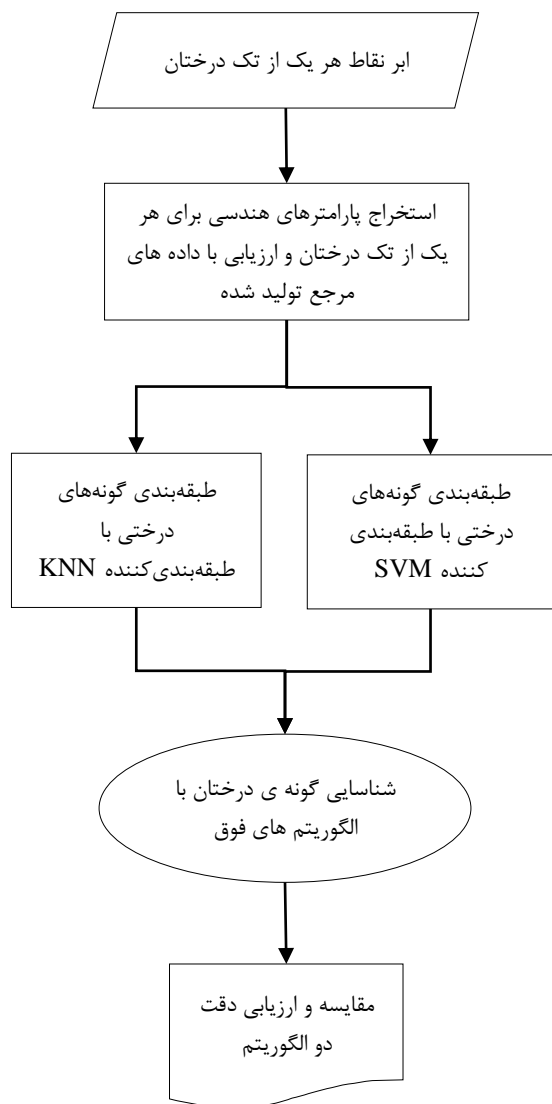 ابر نقاط هر یک از تک درختان
استخراج پارامترهای هندسی برای هر
یک از تک درختان و ارزیابی با داده های
مرجع تولید شده
طبقه‌بندی گونه‌های
درختی با طبقه‌بندی
کننده SVM
طبقه‌بندی گونه‌های
درختی با
طبقه‌بندی‌کننده KNN
شناسایی گونه ی درختان با
الگوریتم های فوق
مقایسه و ارزیابی دقت
دو الگوریتم